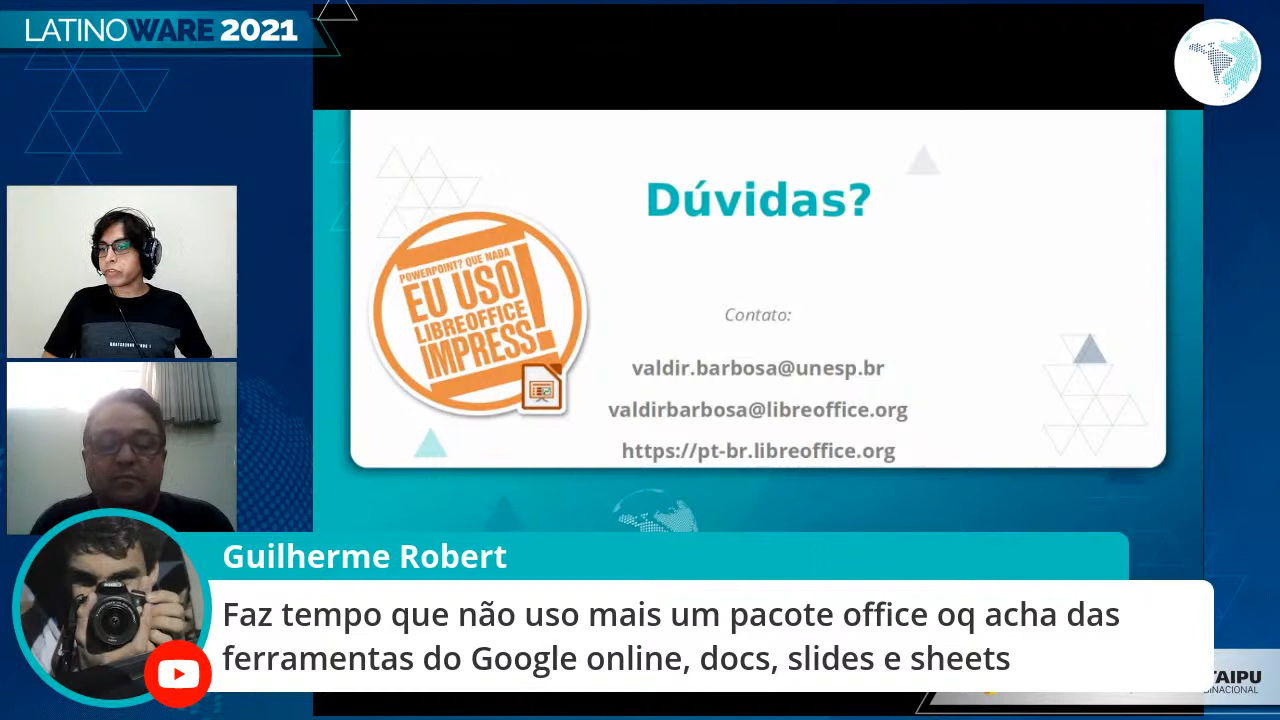 LATINOWARE 2021
Dúvidas?
POWERPOINT? QUE NADA
EU USO
LIBREOFFICE
IMPRESS!
Contato:
valdir.barbosa@unesp.br
valdirbarbosa@libreoffice.org
https://pt-br.libreoffice.org
Guilherme Robert
Faz tempo que não uso mais um pacote office oq acha das
ferramentas do Google online, docs, slides e sheets
TAIPU
BINACIONAL